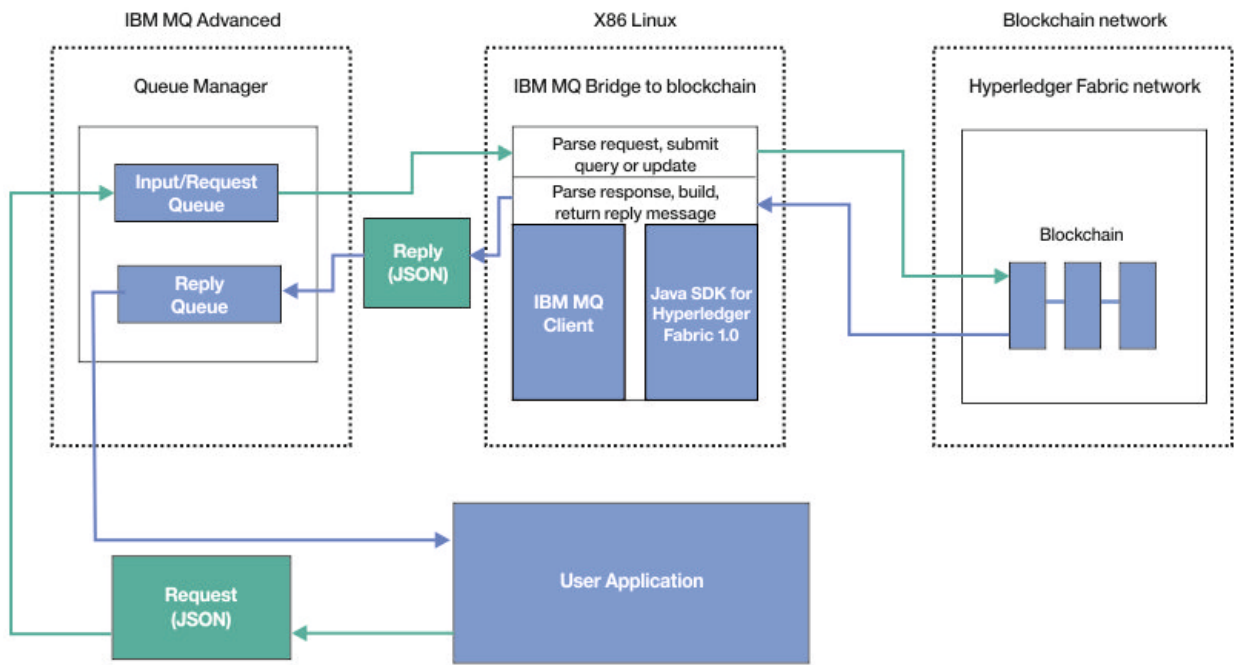 IBM MQ Advanced
Queue Manager
Input/Request
Queue
Reply
Queue
Reply
(JSON)
X86 Linux
IBM MQ Bridge to blockchain
Parse request, submit
query or update
Parse response, build,
return reply message
IBM MQ
Client
Java SDK for
Hyperledger
Fabric 1.0
Blockchain network
Hyperledger Fabric network
Blockchain
Request
(JSON)
User Application